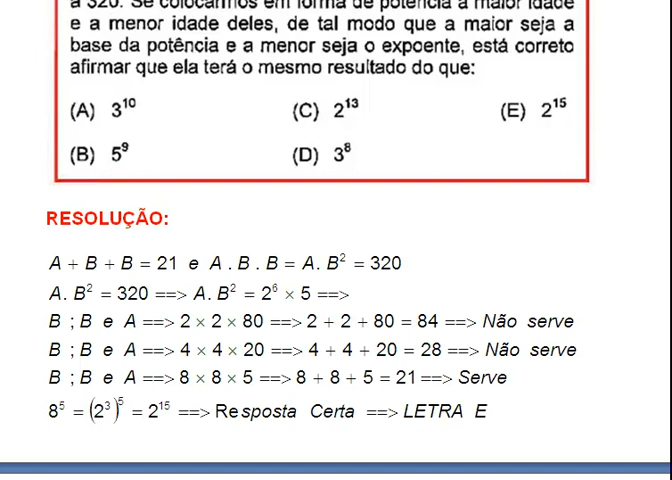 a 320. Se colocarmos em forma de potência a maior idade
e a menor idade deles, de tal modo que a maior seja a
base da potência e a menor seja o expoente, está correto
afirmar que ela terá o mesmo resultado do que:
(A) 3¹⁰ (C) 2¹³ (E) 2¹⁵
(B) 5⁹ (D) 3⁸
RESOLUÇÃO:
A + B + B = 21 e A . B . B = A. B² = 320
A. B² = 320 ==> A. B² = 2⁶ × 5 ==>
B ; B e A ==> 2 × 2 × 80 ==> 2 + 2 + 80 = 84 ==> Não serve
B ; B e A ==> 4 × 4 × 20 ==> 4 + 4 + 20 = 28 ==> Não serve
B ; B e A ==> 8 × 8 × 5 ==> 8 + 8 + 5 = 21 ==> Serve
8⁵ = (2³)⁵ = 2¹⁵ ==> Resposta Certa ==> LETRA E